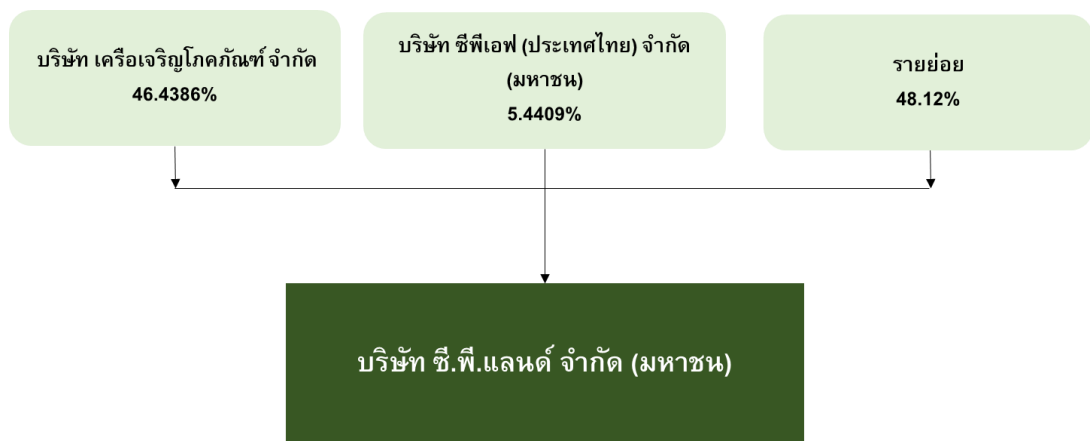 บริษัท เครือเจริญโภคภัณฑ์ จำกัด
46.4386%
บริษัท ซีพีเอฟ (ประเทศไทย) จำกัด
(มหาชน)
5.4409%
รายย่อย
48.12%
บริษัท ซี.พี.แลนด์ จำกัด (มหาชน)